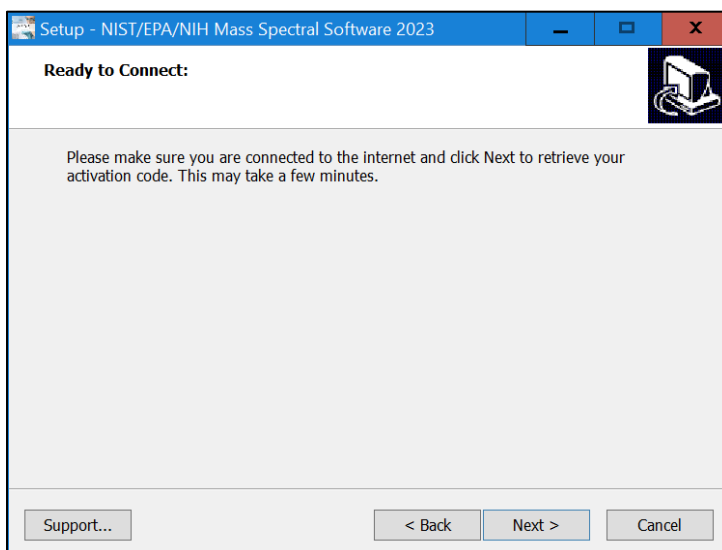 Setup - NIST/EPA/NIH Mass Spectral Software 2023
Ready to Connect:
Please make sure you are connected to the internet and click Next to retrieve your
activation code. This may take a few minutes.
Support...
< Back
Next >
Cancel